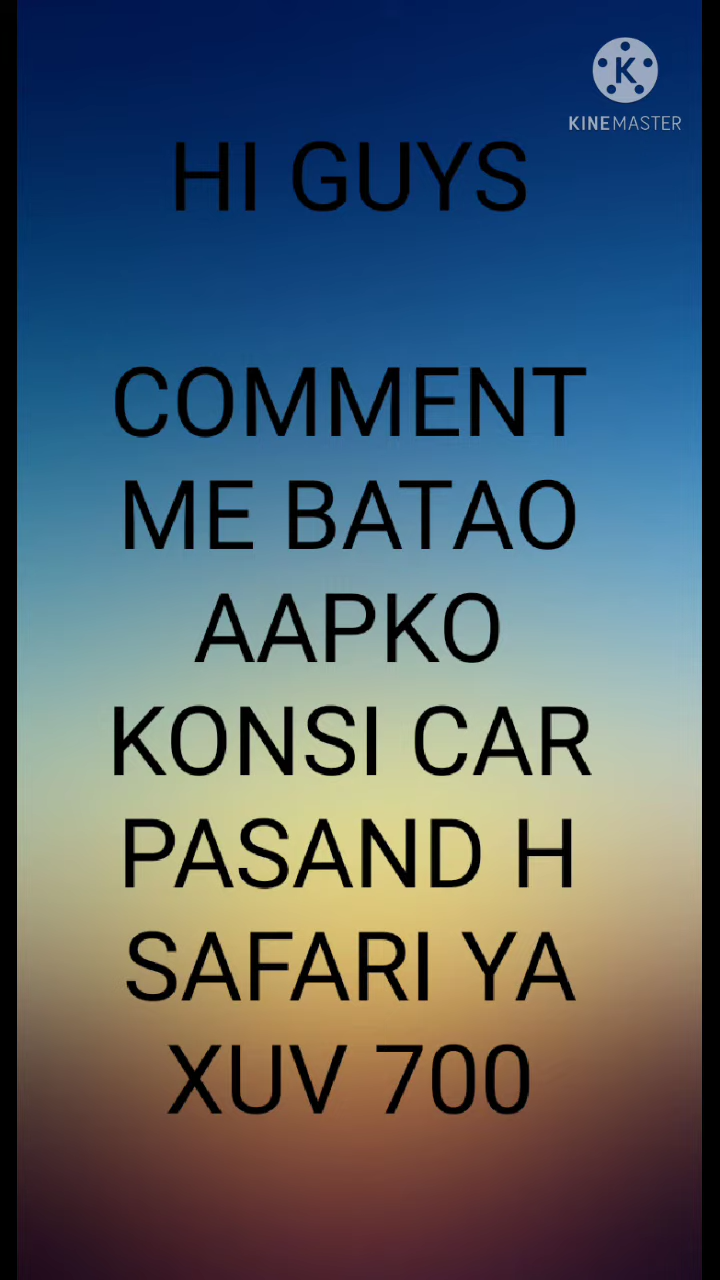 KINEMASTER
HI GUYS
COMMENT
ME BATAO
AAPKO
KONSI CAR
PASAND H
SAFARI YA
XUV 700